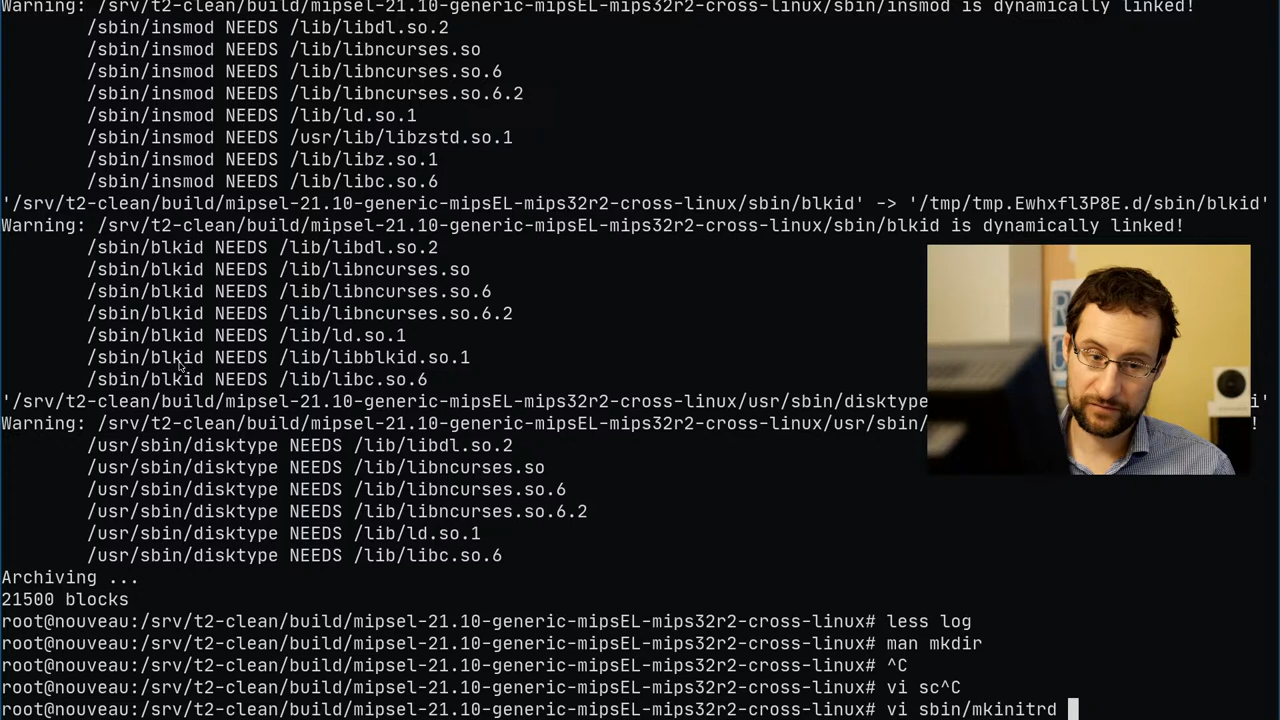 Warning: /srv/t2-clean/build/mipsel-21.10-generic-mipsEL-mips32r2-cross-linux/sbin/insmod is dynamically linked!
/sbin/insmod NEEDS /lib/libdl.so.2
/sbin/insmod NEEDS /lib/libncurses.so
/sbin/insmod NEEDS /lib/libncurses.so.6
/sbin/insmod NEEDS /lib/libncurses.so.6.2
/sbin/insmod NEEDS /lib/ld.so.1
/sbin/insmod NEEDS /usr/lib/libzstd.so.1
/sbin/insmod NEEDS /lib/libz.so.1
/sbin/insmod NEEDS /lib/libc.so.6
'/srv/t2-clean/build/mipsel-21.10-generic-mipsEL-mips32r2-cross-linux/sbin/blkid' -> '/tmp/tmp.Ewhxfl3P8E.d/sbin/blkid'
Warning: /srv/t2-clean/build/mipsel-21.10-generic-mipsEL-mips32r2-cross-linux/sbin/blkid is dynamically linked!
/sbin/blkid NEEDS /lib/libdl.so.2
/sbin/blkid NEEDS /lib/libncurses.so
/sbin/blkid NEEDS /lib/libncurses.so.6
/sbin/blkid NEEDS /lib/libncurses.so.6.2
/sbin/blkid NEEDS /lib/ld.so.1
/sbin/blkid NEEDS /lib/libblkid.so.1
/sbin/blkid NEEDS /lib/libc.so.6
'/srv/t2-clean/build/mipsel-21.10-generic-mipsEL-mips32r2-cross-linux/usr/sbin/disktype i'
Warning: /srv/t2-clean/build/mipsel-21.10-generic-mipsEL-mips32r2-cross-linux/usr/sbin/ !
/usr/sbin/disktype NEEDS /lib/libdl.so.2
/usr/sbin/disktype NEEDS /lib/libncurses.so
/usr/sbin/disktype NEEDS /lib/libncurses.so.6
/usr/sbin/disktype NEEDS /lib/libncurses.so.6.2
/usr/sbin/disktype NEEDS /lib/ld.so.1
/usr/sbin/disktype NEEDS /lib/libc.so.6
Archiving ...
21500 blocks
root@nouveau:/srv/t2-clean/build/mipsel-21.10-generic-mipsEL-mips32r2-cross-linux# less log
root@nouveau:/srv/t2-clean/build/mipsel-21.10-generic-mipsEL-mips32r2-cross-linux# man mkdir
root@nouveau:/srv/t2-clean/build/mipsel-21.10-generic-mipsEL-mips32r2-cross-linux# ^C
root@nouveau:/srv/t2-clean/build/mipsel-21.10-generic-mipsEL-mips32r2-cross-linux# vi sc^C
root@nouveau:/srv/t2-clean/build/mipsel-21.10-generic-mipsEL-mips32r2-cross-linux# vi sbin/mkinitrd